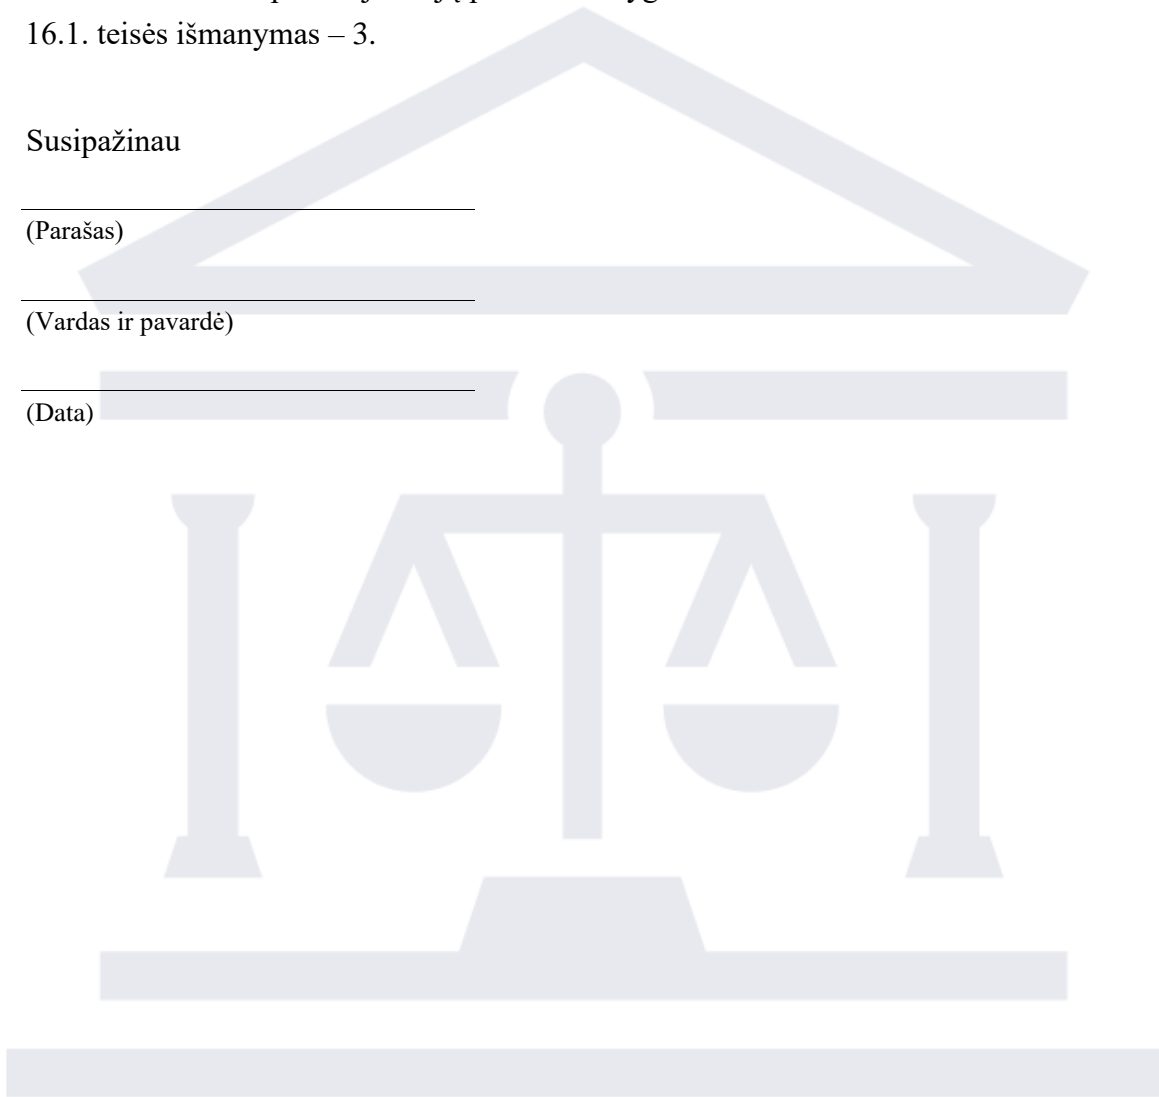 16.1. teisės išmanymas – 3.
Susipažinau
(Parašas)
(Vardas ir pavardė)
(Data)